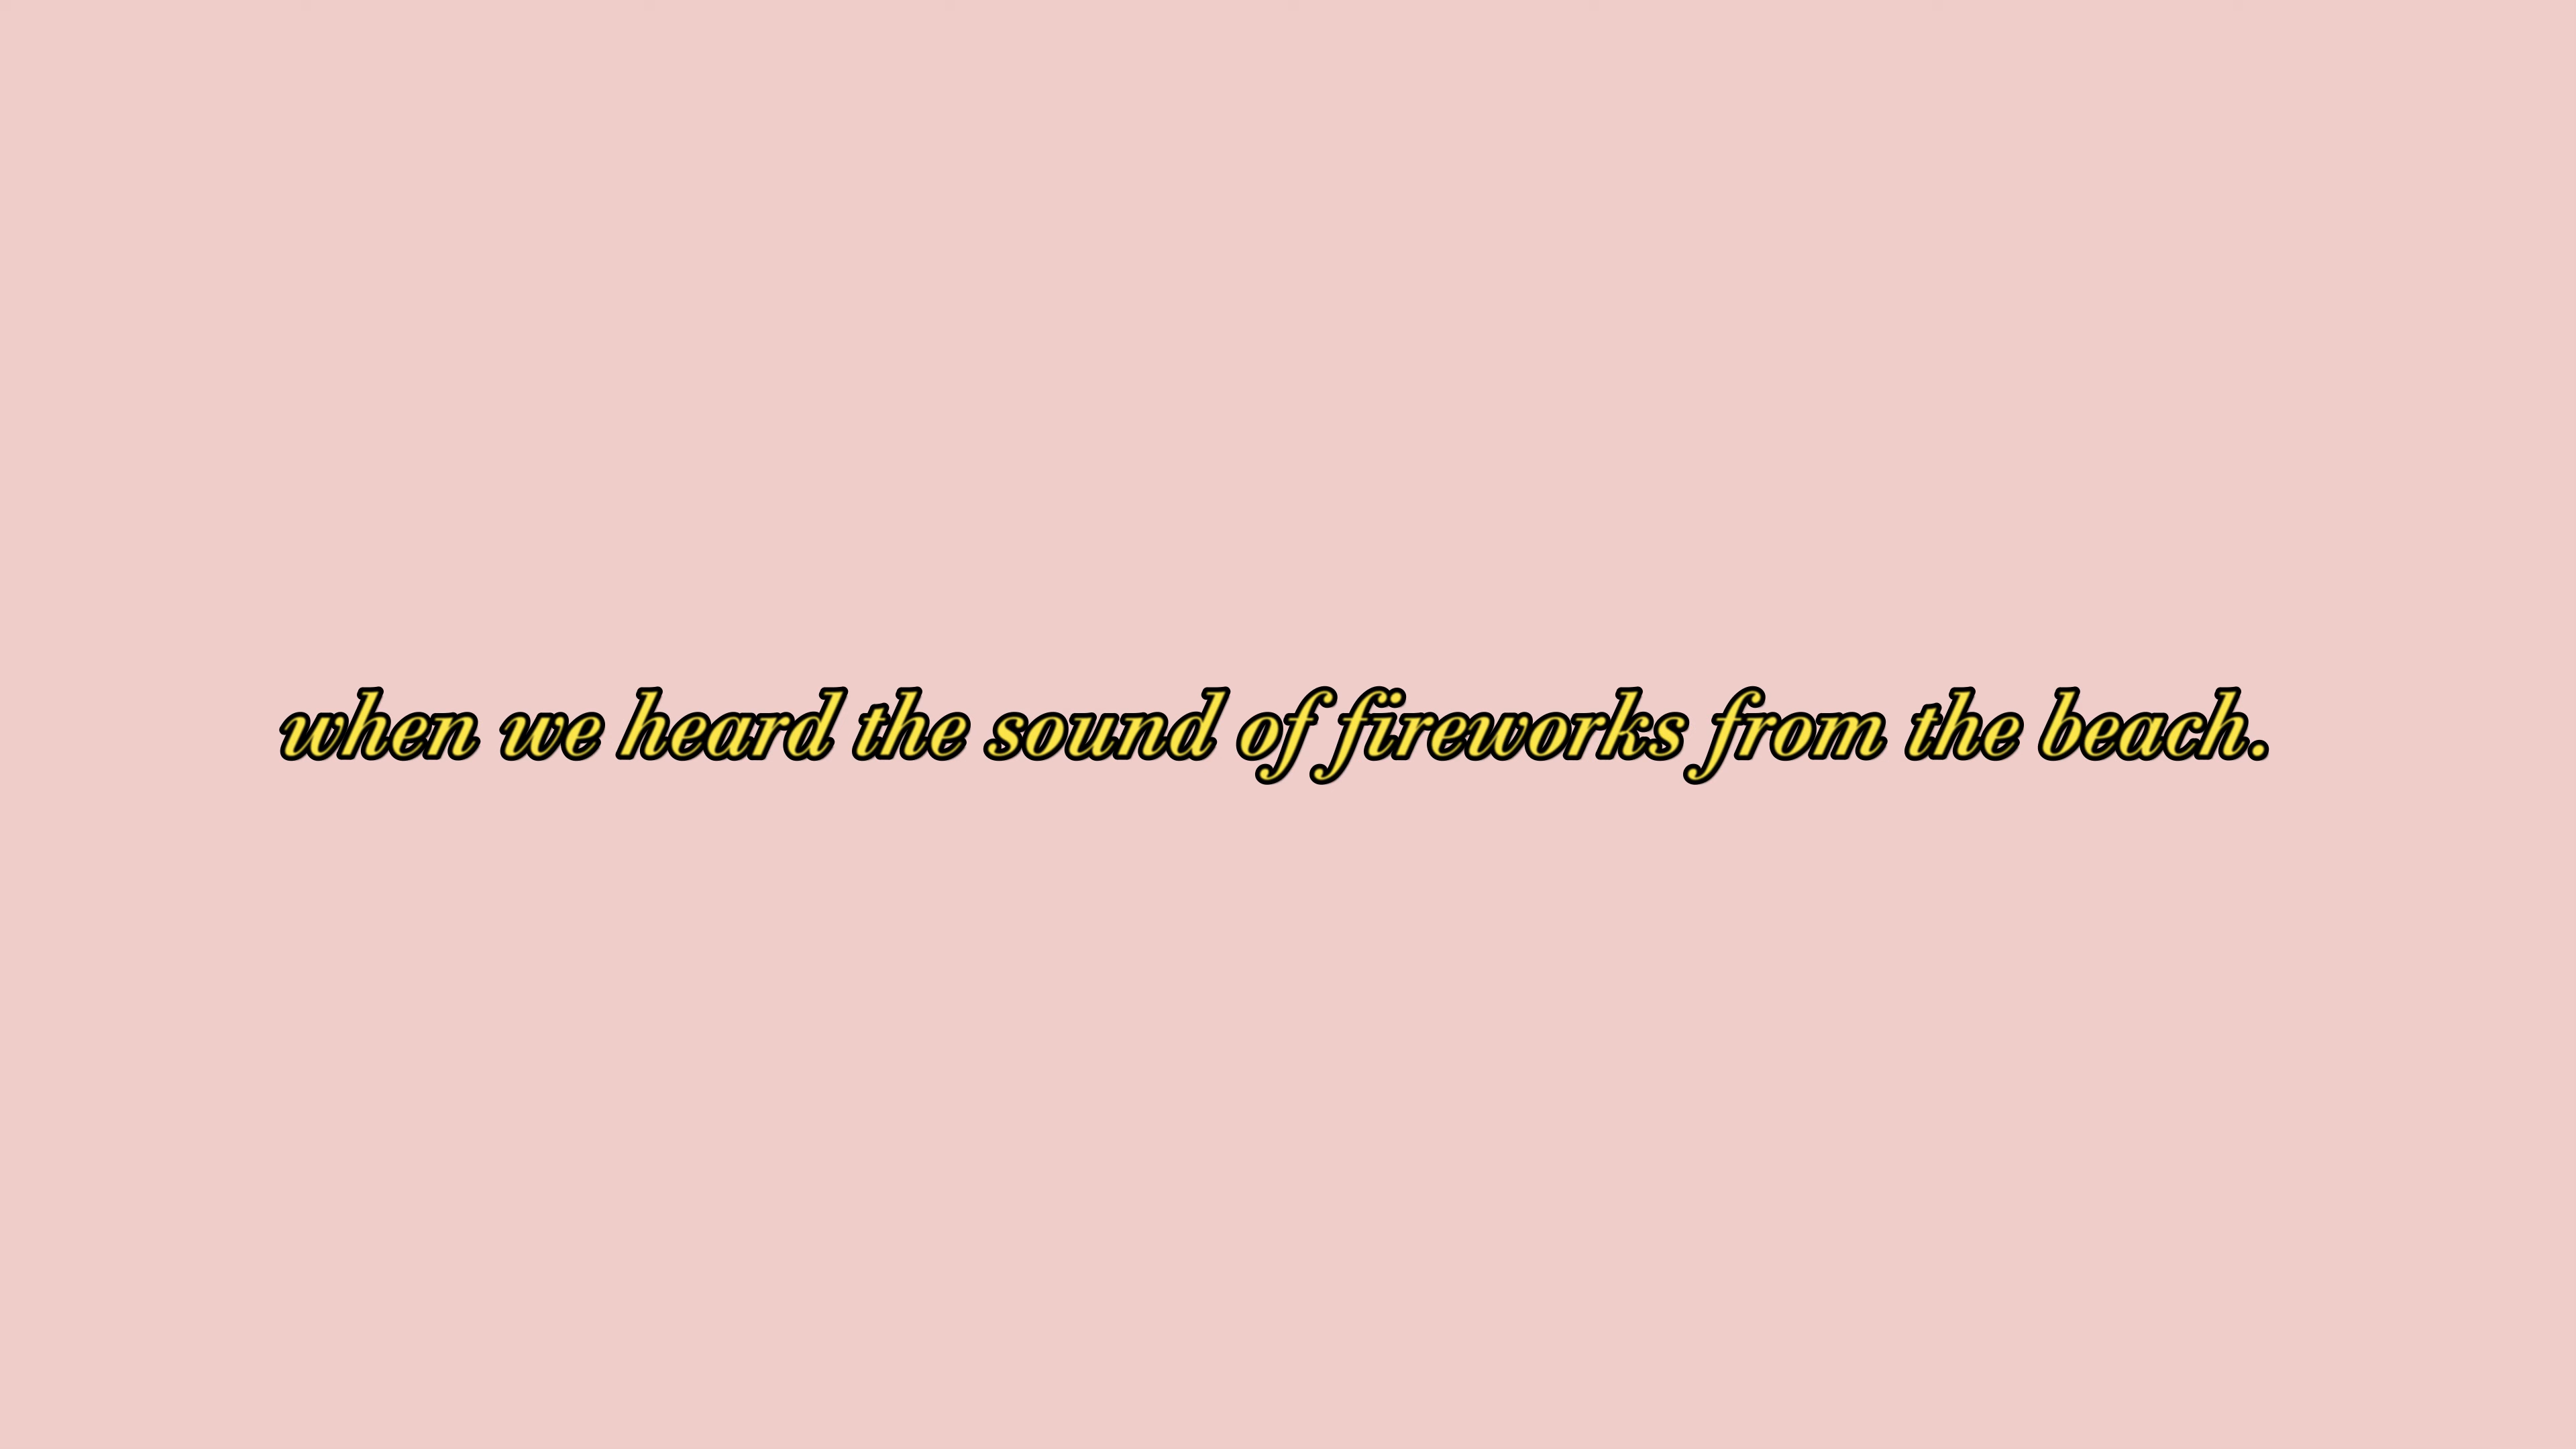 when we heard the sound of fireworks from the beach.